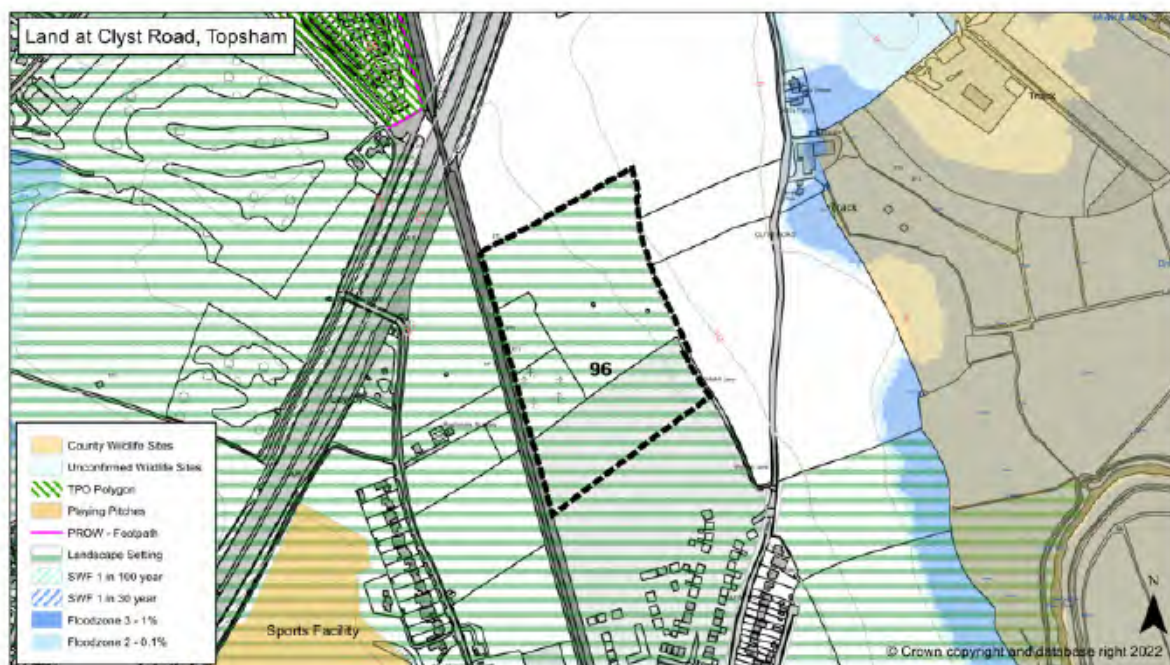 Land at Clyst Road, Topsham
Track
Track
96
County Wildlife Sites
Unconfirmed Wildlife Sites
TPO Polygon
Playing Pitches
PROW - Footpath
Landscape Setting
SWF 1 in 100 year
SWF 1 in 30 year
Floodzone 3 - 1%
Floodzone 2 - 0.1%
Sports Facility
N
© Crown copyright and database right 2022